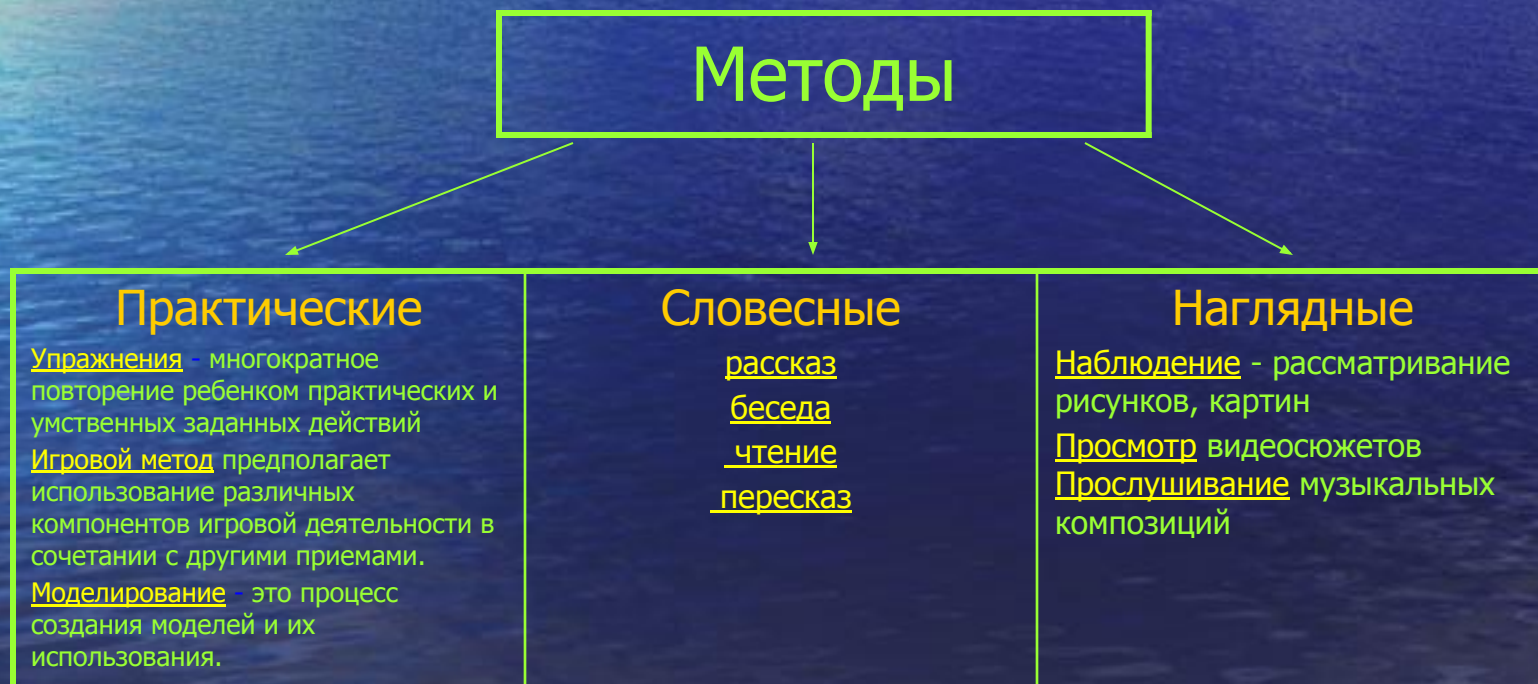 Методы
Практические
Упражнения - многократное
повторение ребенком практических и
умственных заданных действий
Игровой метод предполагает
использование различных
компонентов игровой деятельности в
сочетании с другими приемами.
Моделирование - это процесс
создания моделей и их
использования.
Словесные
рассказ
беседа
чтение
пересказ
Наглядные
Наблюдение - рассматривание
рисунков, картин
Просмотр видеосюжетов
Прослушивание музыкальных
композиций